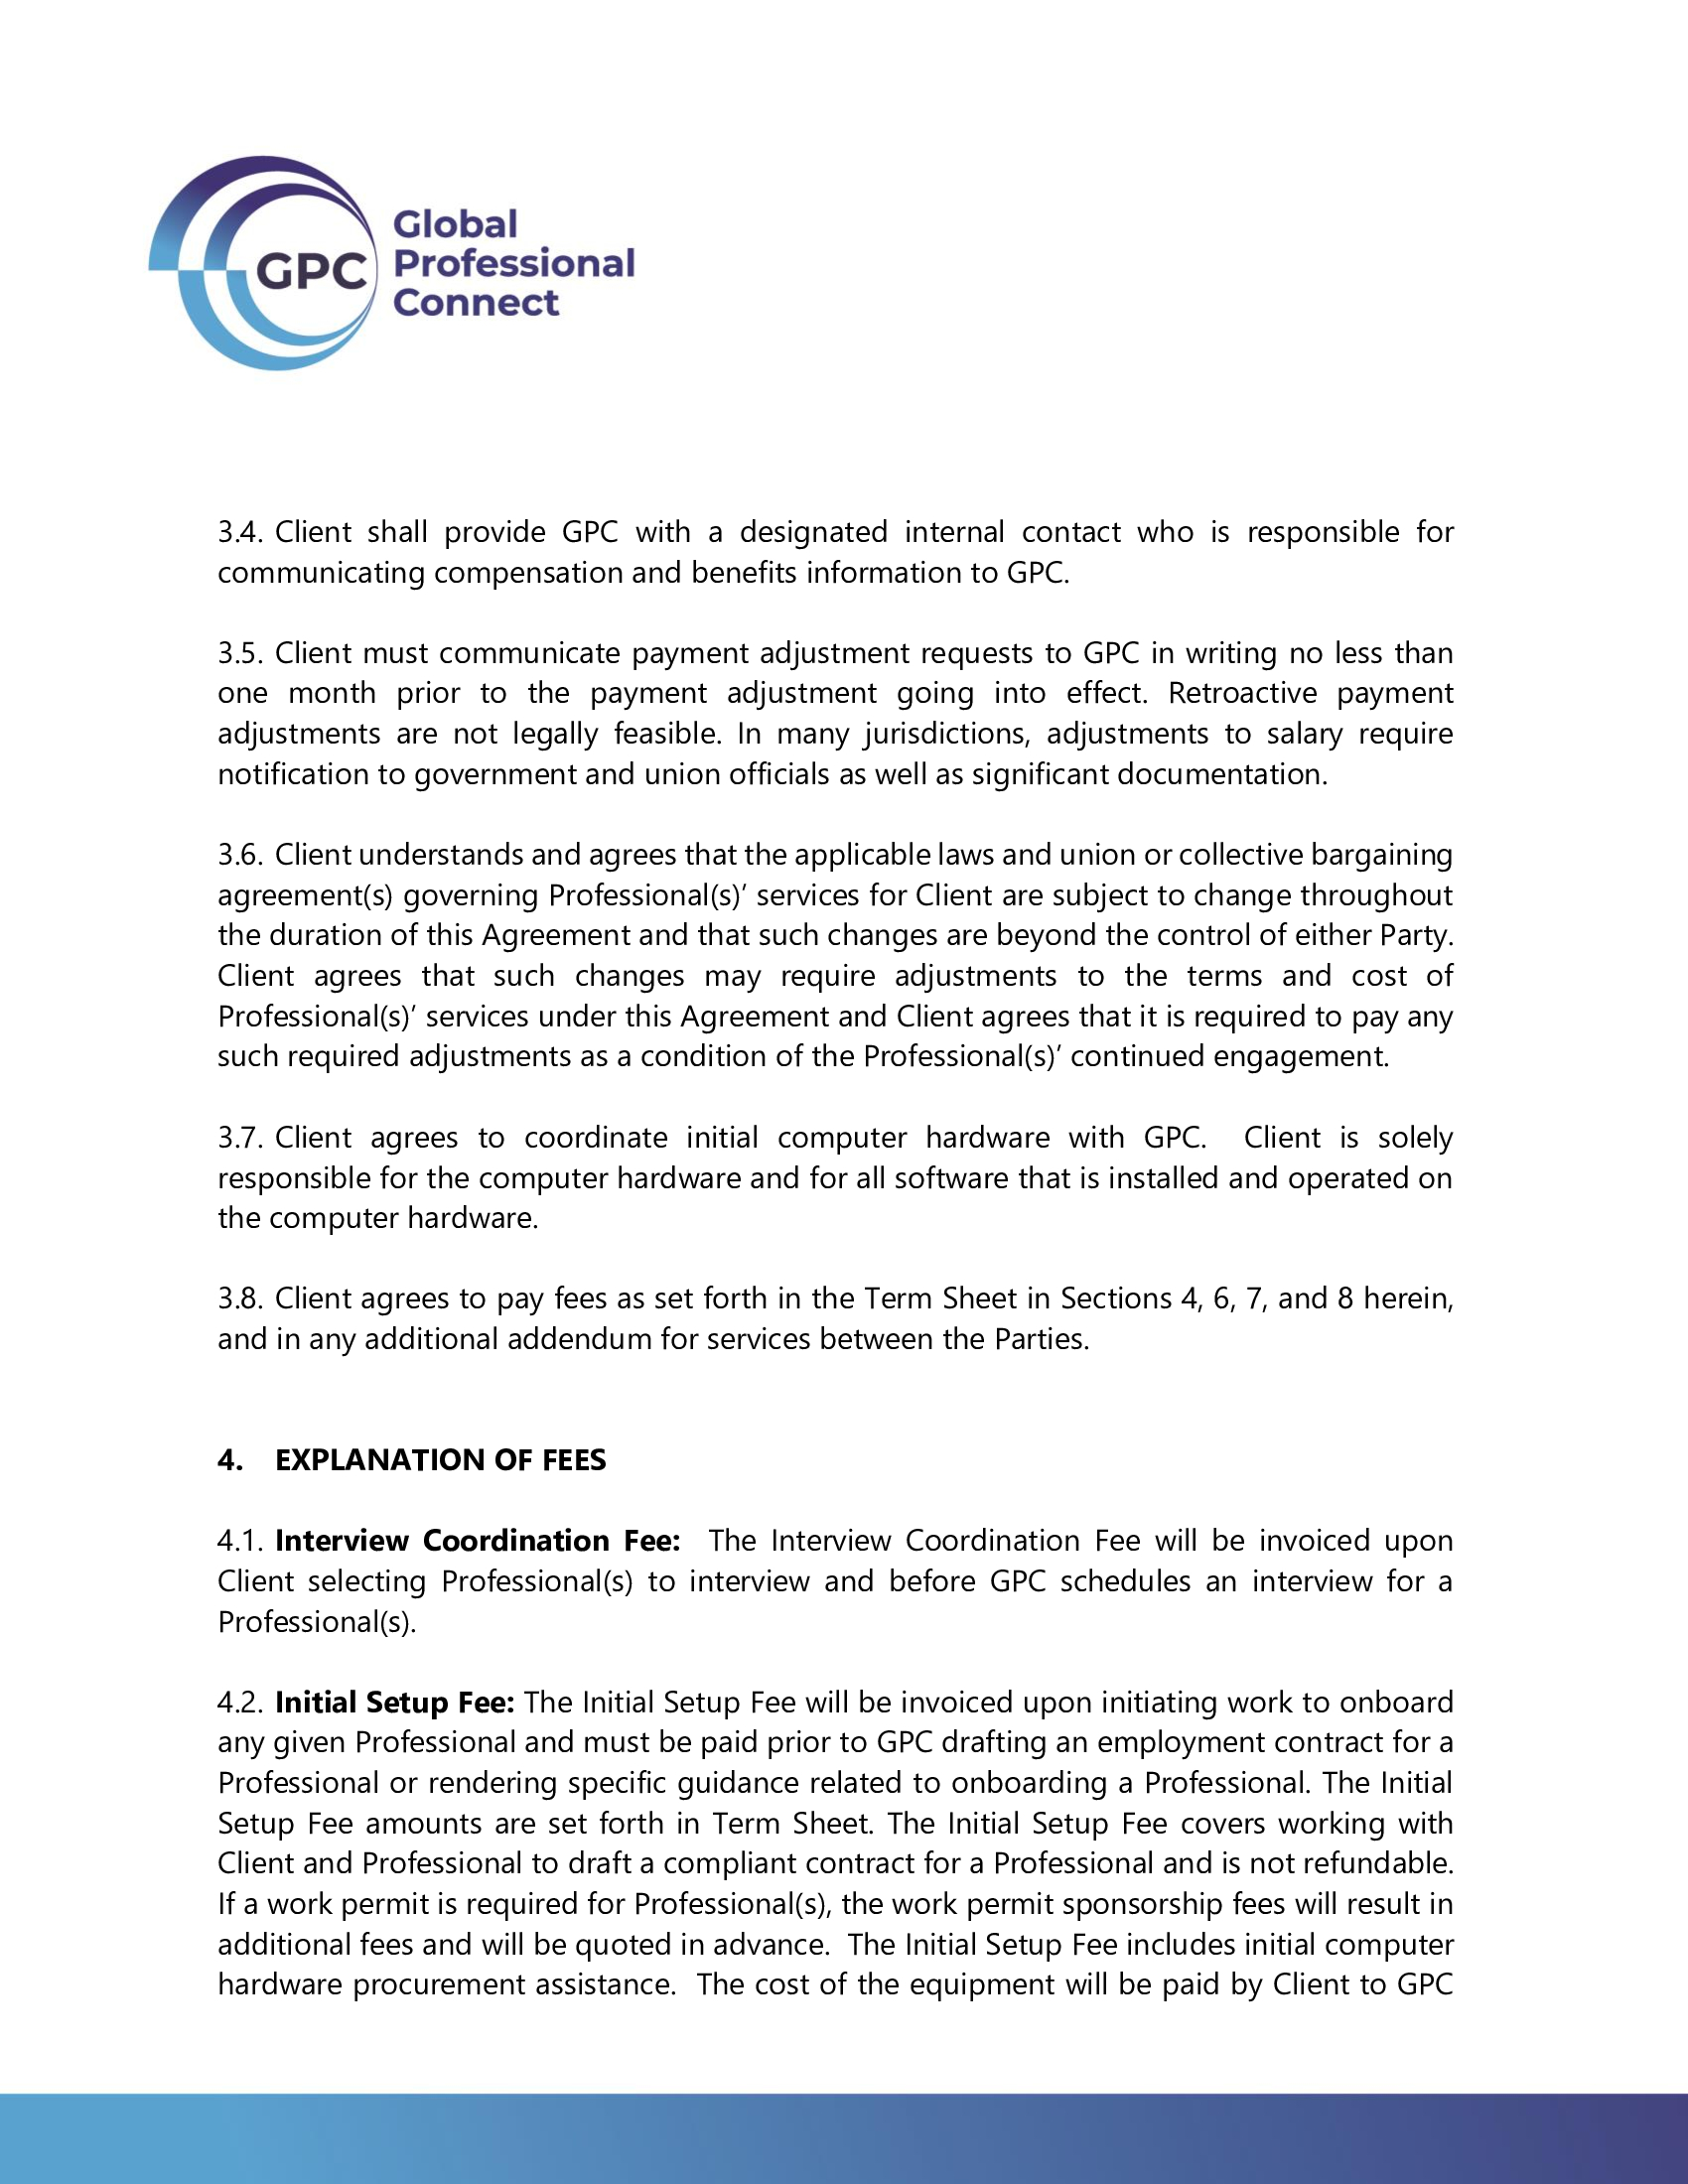 GPC
Global
Professional
Connect
3.4. Client shall provide GPC with a designated internal contact who is responsible for
communicating compensation and benefits information to GPC.
3.5. Client must communicate payment adjustment requests to GPC in writing no less than
one month prior to the payment adjustment going into effect. Retroactive payment
adjustments are not legally feasible. In many jurisdictions, adjustments to salary require
notification to government and union officials as well as significant documentation.
3.6. Client understands and agrees that the applicable laws and union or collective bargaining
agreement(s) governing Professional(s)’ services for Client are subject to change throughout
the duration of this Agreement and that such changes are beyond the control of either Party.
Client agrees that such changes may require adjustments to the terms and cost of
Professional(s)’ services under this Agreement and Client agrees that it is required to pay any
such required adjustments as a condition of the Professional(s)’ continued engagement.
3.7. Client agrees to coordinate initial computer hardware with GPC.  Client is solely
responsible for the computer hardware and for all software that is installed and operated on
the computer hardware.
3.8. Client agrees to pay fees as set forth in the Term Sheet in Sections 4, 6, 7, and 8 herein,
and in any additional addendum for services between the Parties.
4. EXPLANATION OF FEES
4.1. Interview Coordination Fee:  The Interview Coordination Fee will be invoiced upon
Client selecting Professional(s) to interview and before GPC schedules an interview for a
Professional(s).
4.2. Initial Setup Fee: The Initial Setup Fee will be invoiced upon initiating work to onboard
any given Professional and must be paid prior to GPC drafting an employment contract for a
Professional or rendering specific guidance related to onboarding a Professional. The Initial
Setup Fee amounts are set forth in Term Sheet. The Initial Setup Fee covers working with
Client and Professional to draft a compliant contract for a Professional and is not refundable.
If a work permit is required for Professional(s), the work permit sponsorship fees will result in
additional fees and will be quoted in advance.  The Initial Setup Fee includes initial computer
hardware procurement assistance.  The cost of the equipment will be paid by Client to GPC